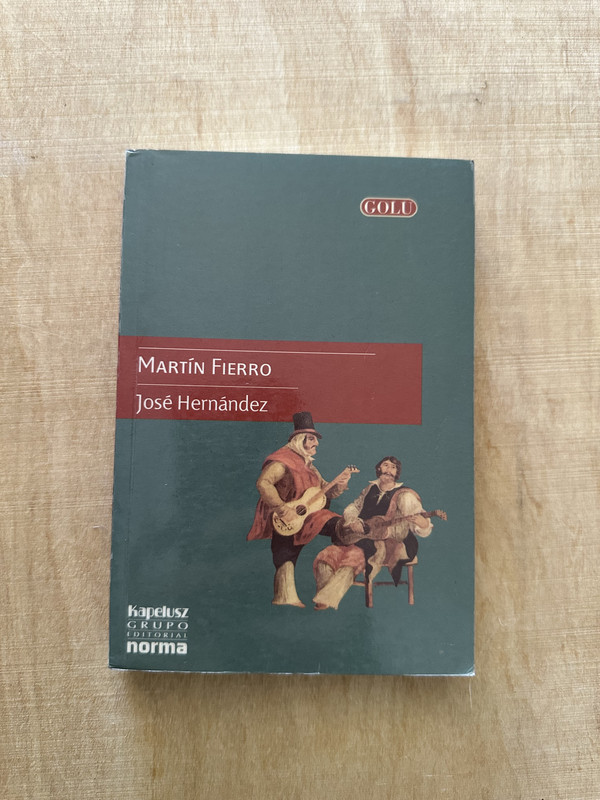 GOLU
MARTÍN FIERRO
José Hernández
Kapelusz
GRUPO
EDITORIAL
norma